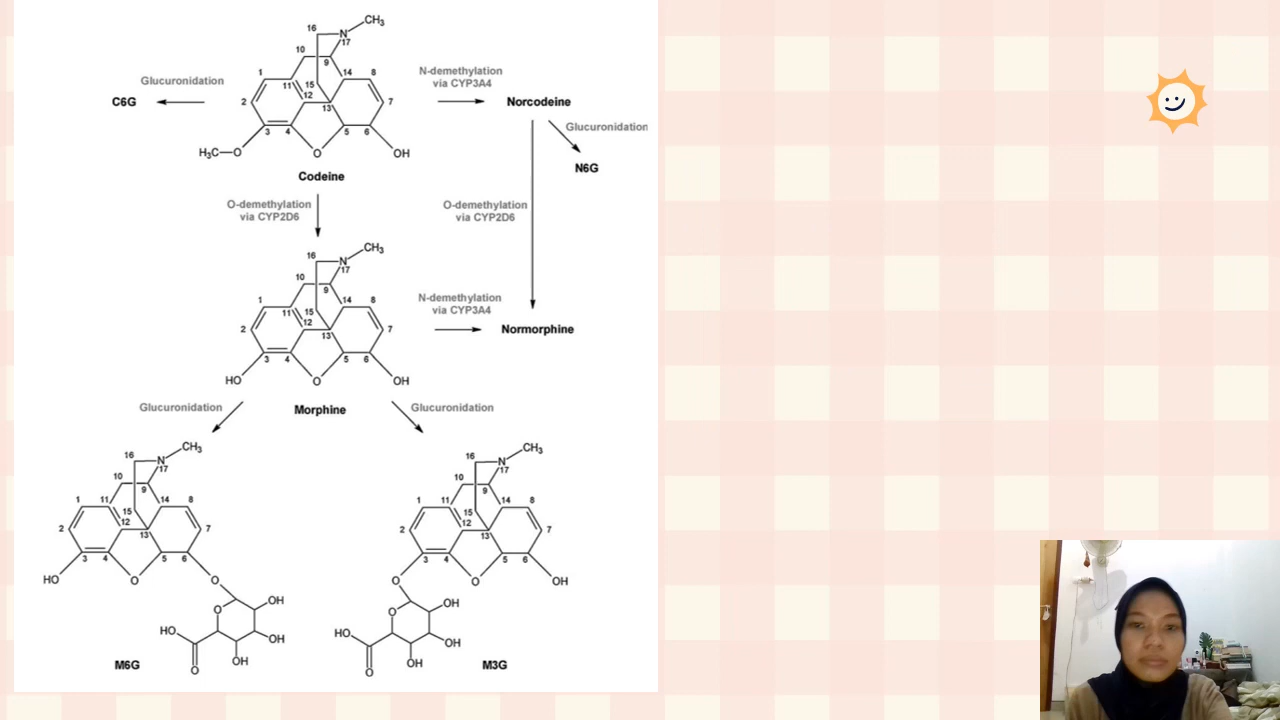 CH3
16
N
17
10
9
1
14
8
11
15
2
12
13
7
3
4
5
6
H3C—O
O
OH
Codeine
Glucuronidation
C6G
N-demethylation
via CYP3A4
Norcodeine
Glucuronidation
N6G
O-demethylation
via CYP2D6
O-demethylation
via CYP2D6
CH3
16
N
17
10
9
1
14
8
11
15
2
12
13
7
3
4
5
6
HO
O
OH
Morphine
N-demethylation
via CYP3A4
Normorphine
Glucuronidation
Glucuronidation
CH3
16
N
17
10
9
1
11
14
8
15
2
12
13
7
3
4
5
6
HO
O
O
O
OH
HO
OH
O
OH
M6G
CH3
16
N
17
10
9
1
11
14
8
15
2
12
13
7
3
4
5
6
O
O
OH
O
OH
HO
OH
O
OH
M3G